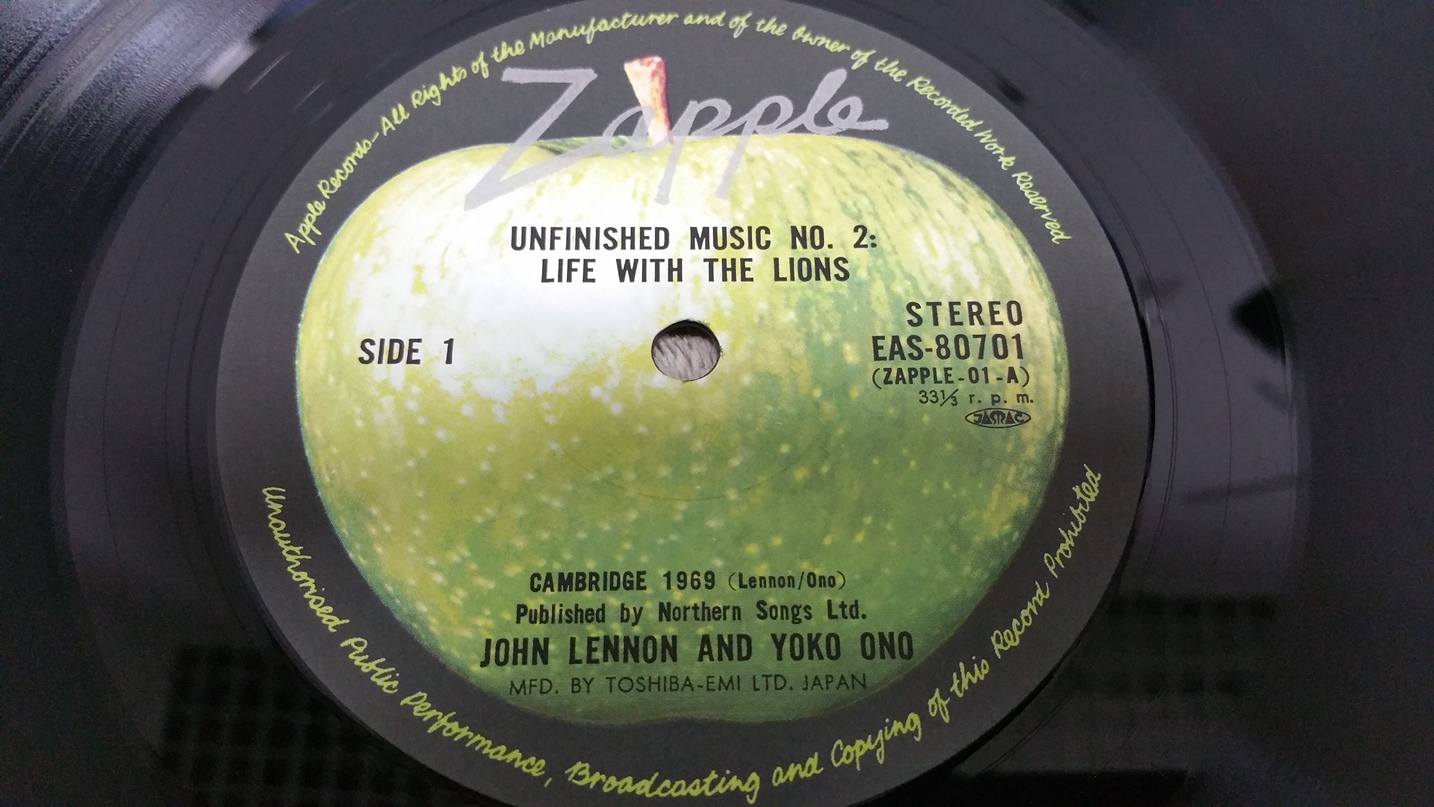 Apple Records-All Rights of the Manufacturer and of the Owner of the Recorded Work Reserved
Zapple
UNFINISHED MUSIC NO. 2:
LIFE WITH THE LIONS
SIDE 1
STEREO
EAS-80701
(ZAPPLE-01-A)
33⅓ r. p. m.
JASRAC
CAMBRIDGE 1969 (Lennon/Ono)
Published by Northern Songs Ltd.
JOHN LENNON AND YOKO ONO
MFD. BY TOSHIBA-EMI LTD. JAPAN
Unauthorised Public Performance, Broadcasting and Copying of this Record Prohibited